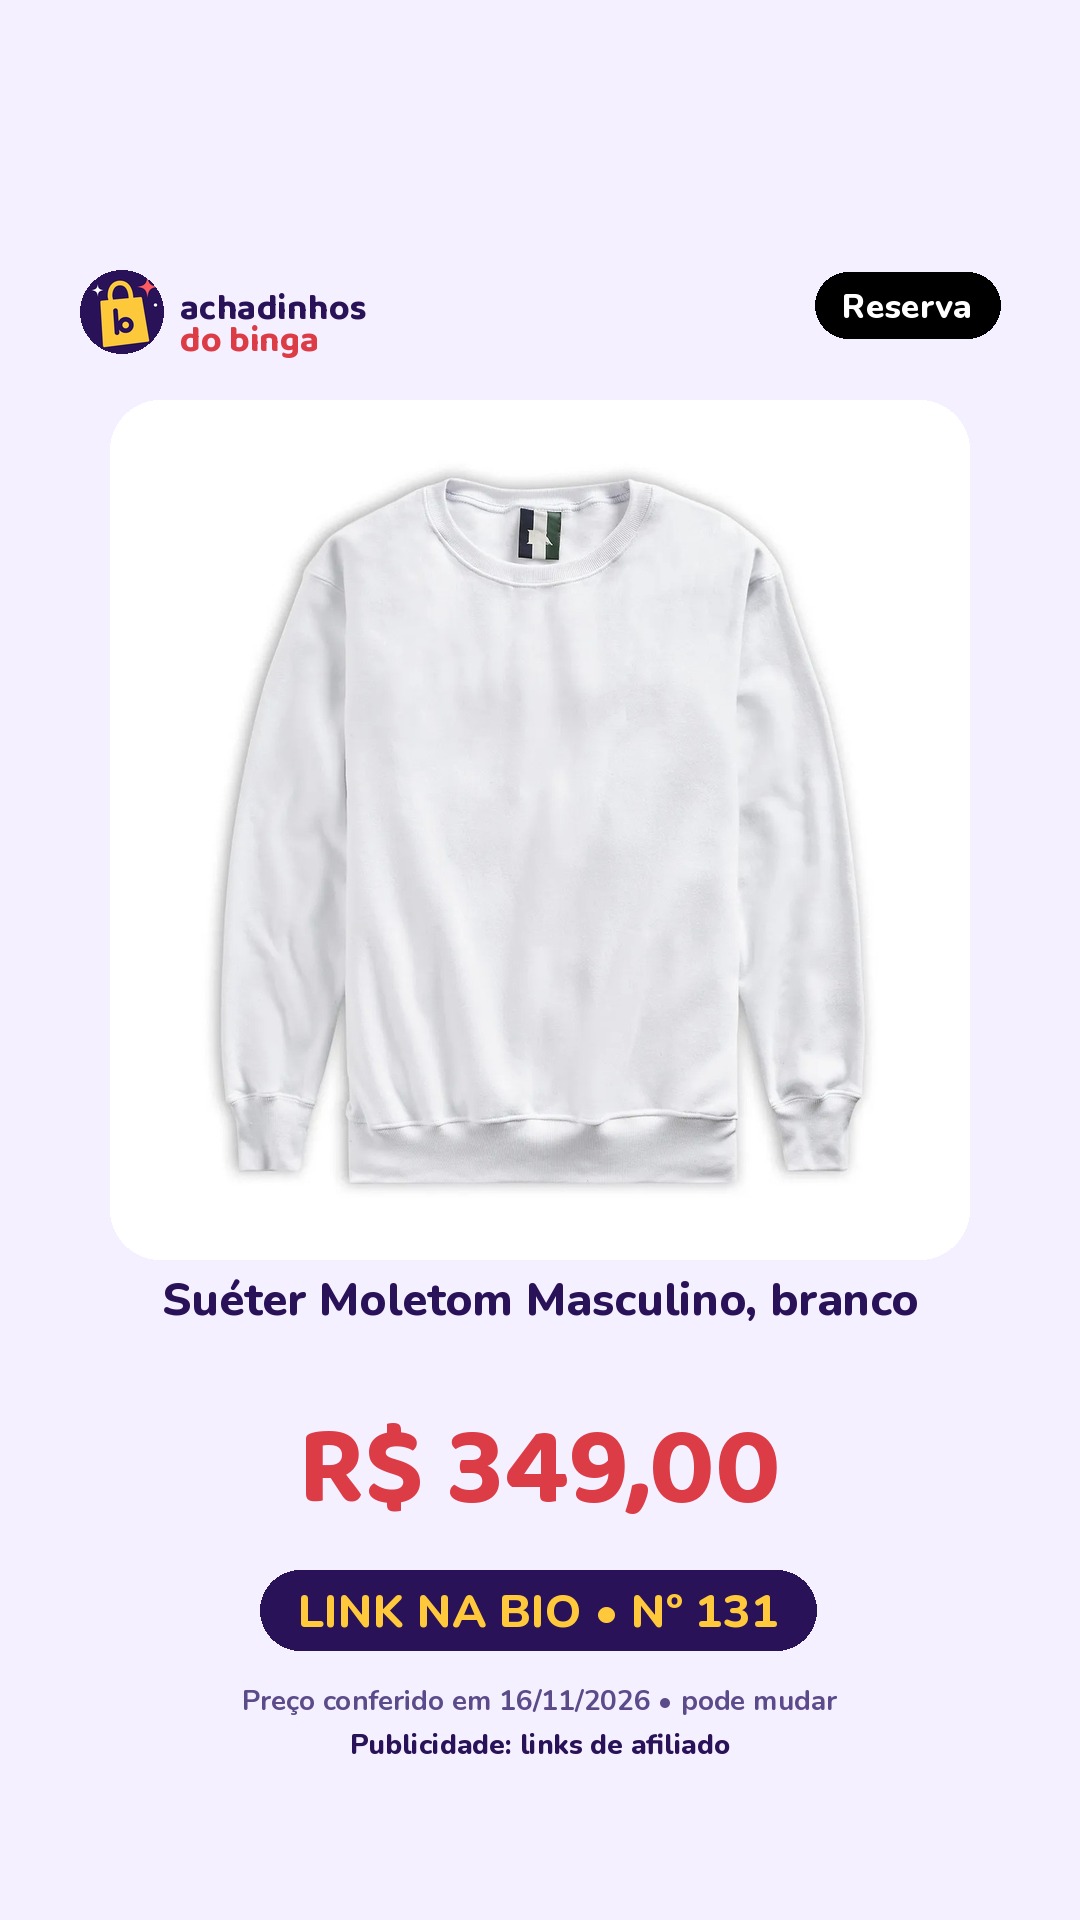 achadinhos
do binga
Reserva
Suéter Moletom Masculino, branco
R$ 349,00
LINK NA BIO • Nº 131
Preço conferido em 16/11/2026 • pode mudar
Publicidade: links de afiliado